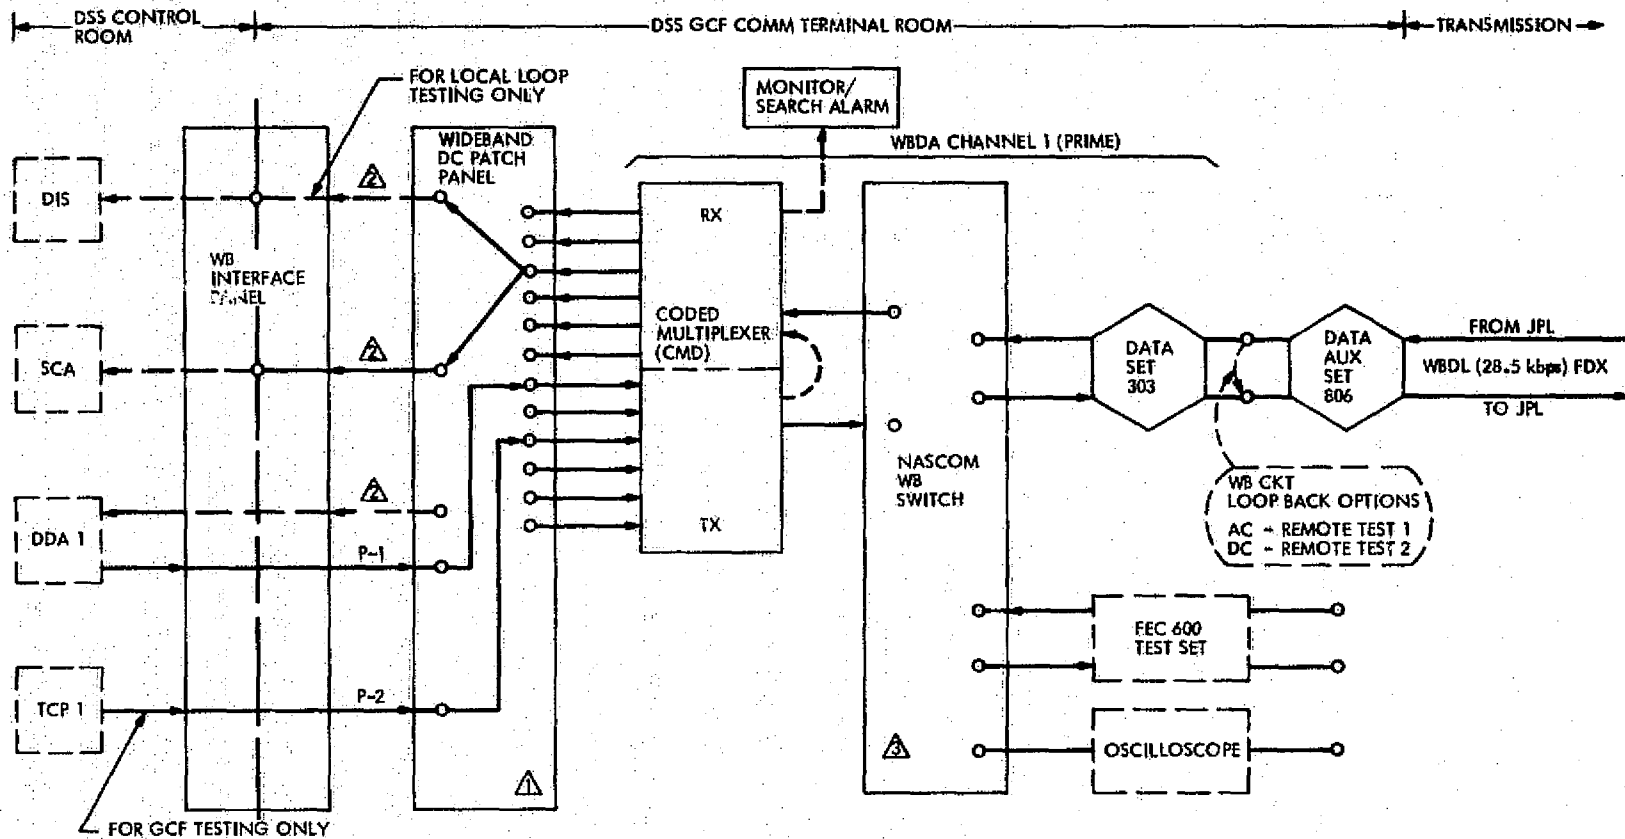 DSS CONTROL
ROOM
DSS GCF COMM TERMINAL ROOM
TRANSMISSION
FOR LOCAL LOOP
TESTING ONLY
MONITOR/
SEARCH ALARM
WBDA CHANNEL 1 (PRIME)
WIDEBAND
DC PATCH
PANEL
DIS
2
RX
WB
INTERFACE
PANEL
CODED
MULTIPLEXER
(CMD)
SCA
2
DATA
SET
303
DATA
AUX
SET
806
FROM JPL
WBDL (28.5 kbps) FDX
TO JPL
NASCOM
WB
SWITCH
WB CKT
LOOP BACK OPTIONS
AC - REMOTE TEST 1
DC - REMOTE TEST 2
2
DDA 1
TX
P-1
FEC 600
TEST SET
TCP 1
P-2
3
OSCILLOSCOPE
1
FOR GCF TESTING ONLY